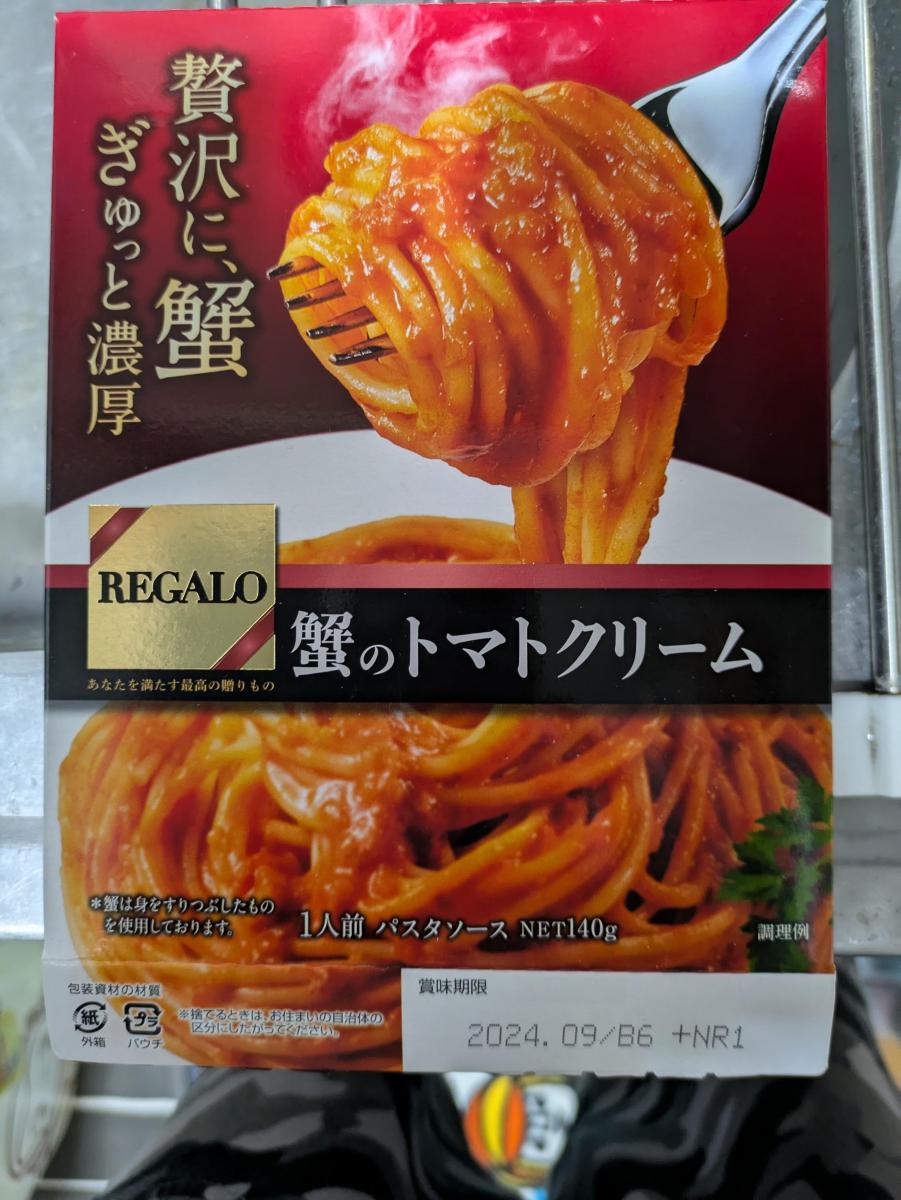 贅沢に、蟹
ぎゅっと濃厚
REGALO
あなたを満たす最高の贈りもの
蟹のトマトクリーム
*蟹は身をすりつぶしたもの
を使用しております。
1人前 パスタソース NET140g
調理例
包装資材の材質
紙
外箱
プラ
パウチ
※捨てるときは、お住まいの自治体の
区分にしたがってください。
賞味期限
2024.09/B6 +NR1